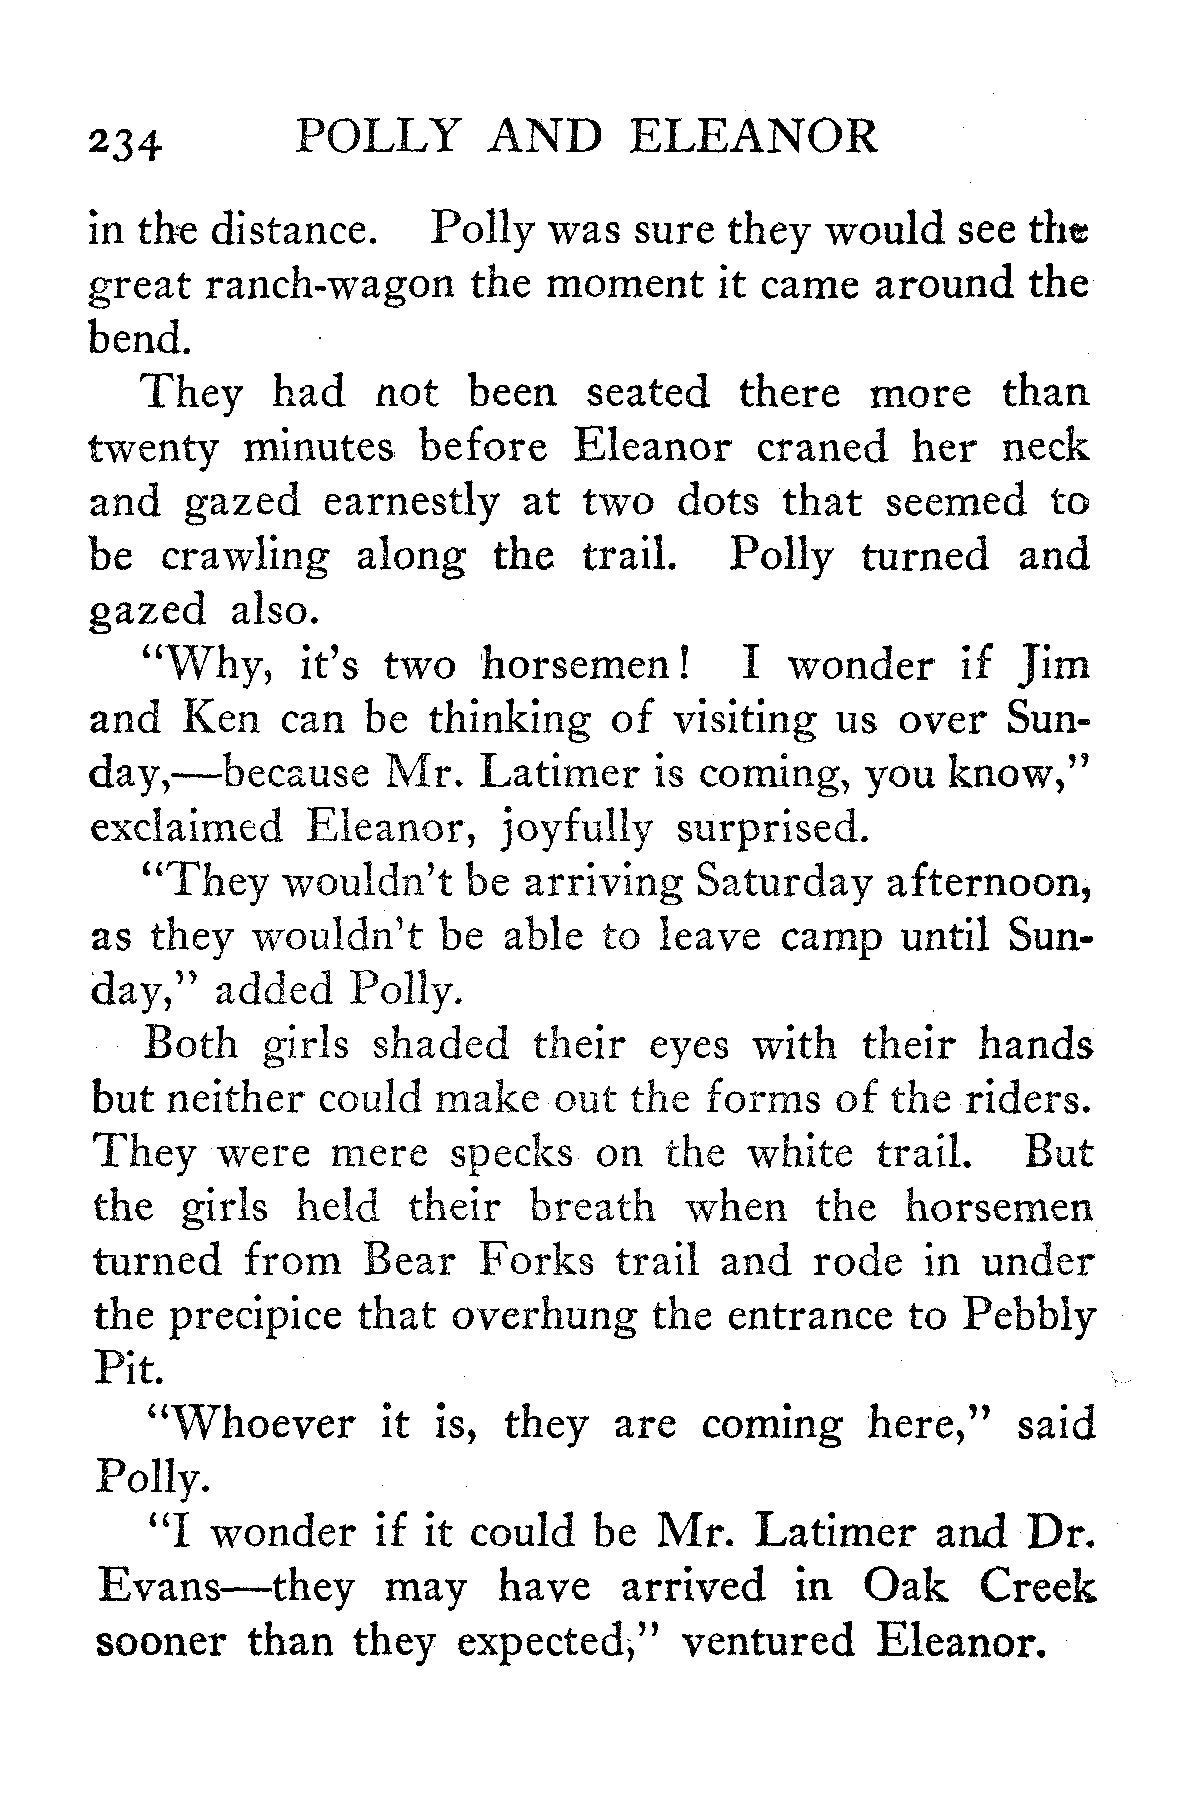 234 POLLY AND ELEANOR
in the distance. Polly was sure they would see the
great ranch-wagon the moment it came around the
bend.
They had not been seated there more than
twenty minutes before Eleanor craned her neck
and gazed earnestly at two dots that seemed to
be crawling along the trail. Polly turned and
gazed also.
“Why, it’s two horsemen! I wonder if Jim
and Ken can be thinking of visiting us over Sun-
day,—because Mr. Latimer is coming, you know,”
exclaimed Eleanor, joyfully surprised.
“They wouldn’t be arriving Saturday afternoon,
as they wouldn’t be able to leave camp until Sun-
day,” added Polly.
Both girls shaded their eyes with their hands
but neither could make out the forms of the riders.
They were mere specks on the white trail. But
the girls held their breath when the horsemen
turned from Bear Forks trail and rode in under
the precipice that overhung the entrance to Pebbly
Pit.
“Whoever it is, they are coming here,” said
Polly.
“I wonder if it could be Mr. Latimer and Dr.
Evans—they may have arrived in Oak Creek
sooner than they expected,” ventured Eleanor.